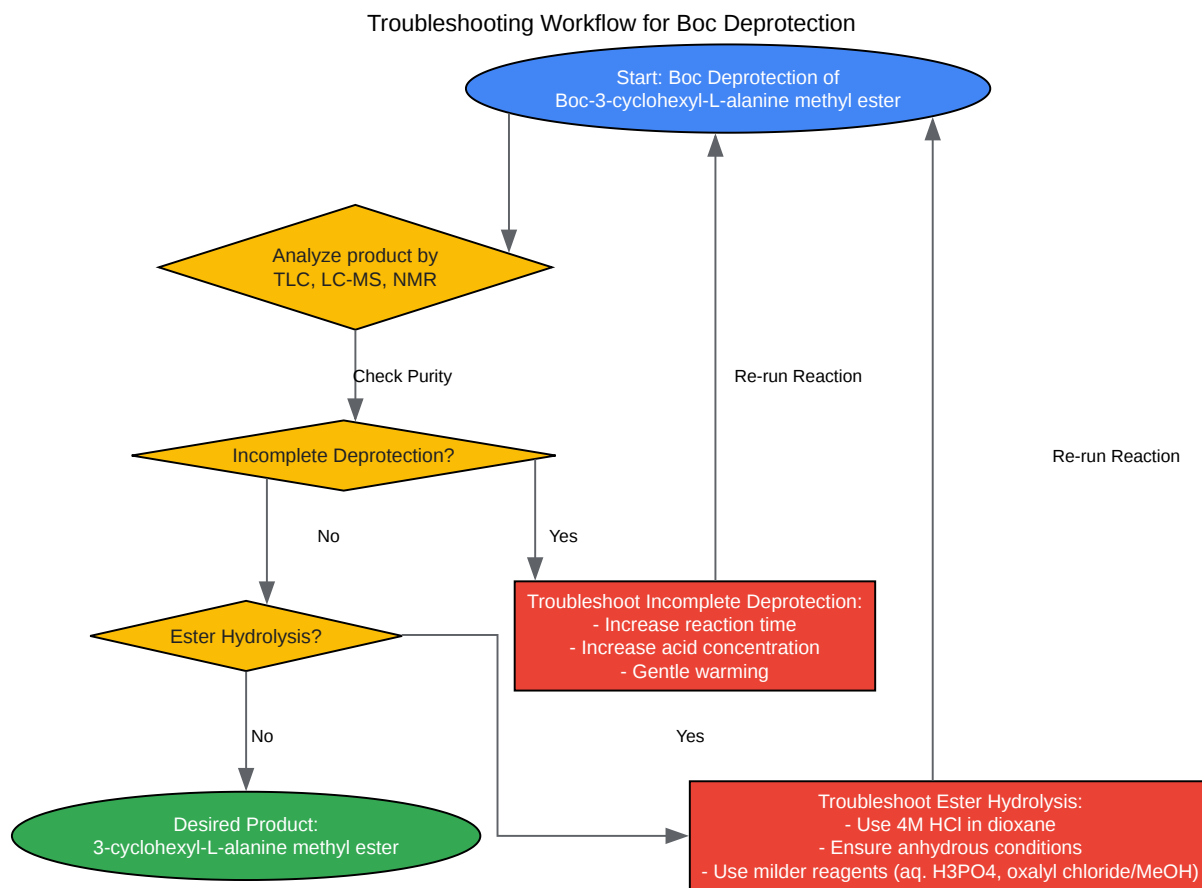 Troubleshooting Workflow for Boc Deprotection
Start: Boc Deprotection of
Boc-3-cyclohexyl-L-alanine methyl ester
Analyze product by
TLC, LC-MS, NMR
Check Purity
Re-run Reaction
Incomplete Deprotection?
Re-run Reaction
No
Yes
Troubleshoot Incomplete Deprotection:
- Increase reaction time
- Increase acid concentration
- Gentle warming
Ester Hydrolysis?
No
Yes
Desired Product:
3-cyclohexyl-L-alanine methyl ester
Troubleshoot Ester Hydrolysis:
- Use 4M HCl in dioxane
- Ensure anhydrous conditions
- Use milder reagents (aq. H3PO4, oxalyl chloride/MeOH)